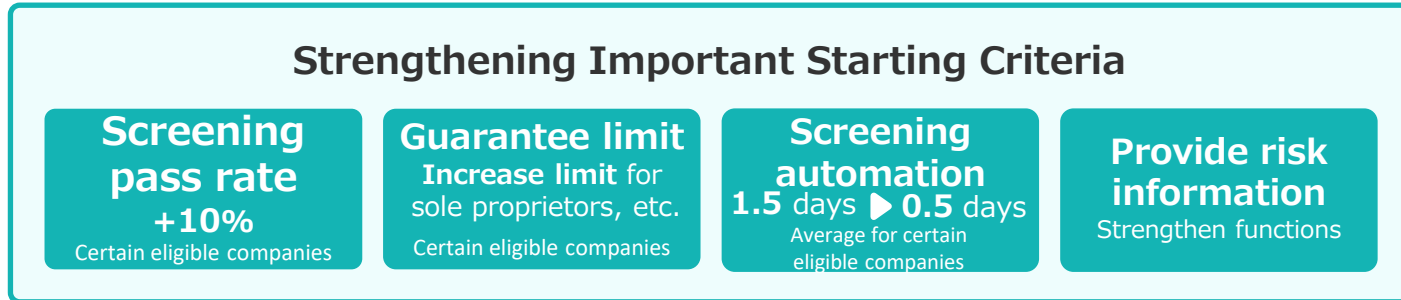 Strengthening Important Starting Criteria
Screening
pass rate
+10%
Certain eligible companies
Guarantee limit
Increase limit for
sole proprietors, etc.
Certain eligible companies
Screening
automation
1.5 days ▶ 0.5 days
Average for certain
eligible companies
Provide risk
information
Strengthen functions